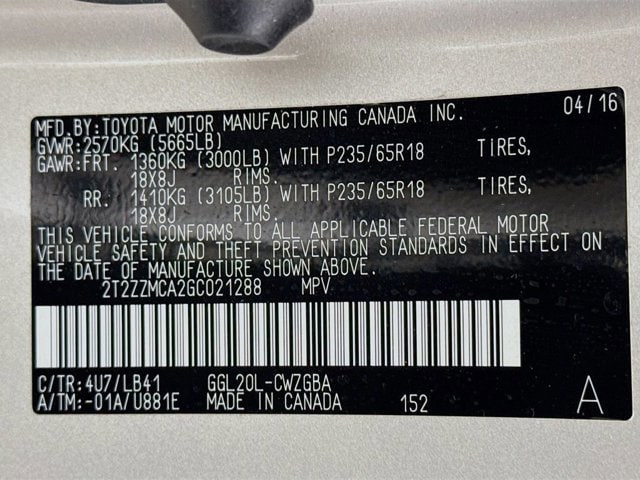 MFD.BY:TOYOTA MOTOR MANUFACTURING CANADA INC. 04/16
GVWR:2570KG (5665LB)
GAWR:FRT. 1360KG (3000LB) WITH P235/65R18 TIRES,
18X8J RIMS.
RR. 1410KG (3105LB) WITH P235/65R18 TIRES,
18X8J RIMS.
THIS VEHICLE CONFORMS TO ALL APPLICABLE FEDERAL MOTOR
VEHICLE SAFETY AND THEFT PREVENTION STANDARDS IN EFFECT ON
THE DATE OF MANUFACTURE SHOWN ABOVE.
2T2ZZMCA2GC021288 MPV
C/TR:4U7/LB41 GGL20L-CWZGBA
A/TM:-01A/U881E MADE IN CANADA 152 A